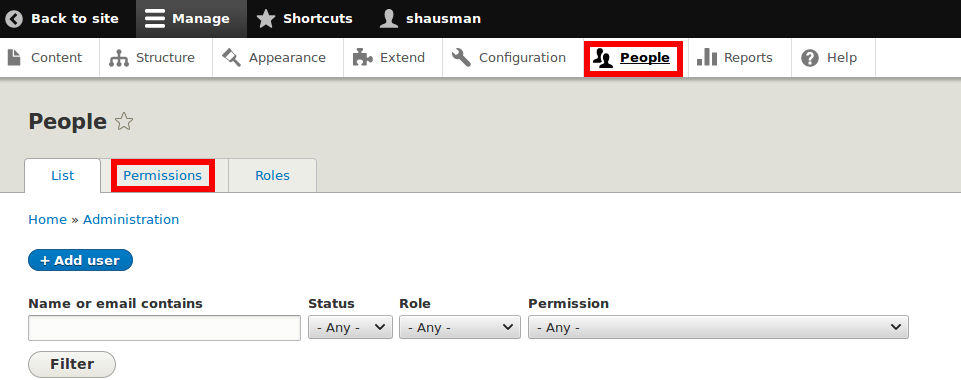 Back to site Manage Shortcuts shausman
Content Structure Appearance Extend Configuration People Reports Help
People
List Permissions Roles
Home » Administration
+ Add user
Name or email contains Status Role Permission
- Any - - Any - - Any -
Filter